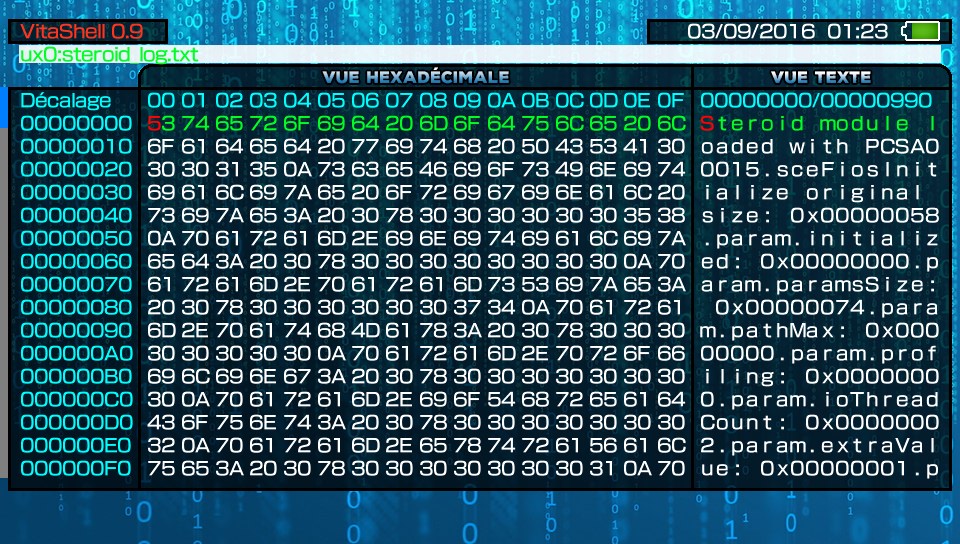 VitaShell 0.9
03/09/2016 01:23
ux0:steroid_log.txt
VUE HEXADÉCIMALE VUE TEXTE
Décalage 00 01 02 03 04 05 06 07 08 09 0A 0B 0C 0D 0E 0F 00000000/00000990
00000000 53 74 65 72 6F 69 64 20 6D 6F 64 75 6C 65 20 6C Steroid module l
00000010 6F 61 64 65 64 20 77 69 74 68 20 50 43 53 41 30 oaded with PCSA0
00000020 30 30 31 35 0A 73 63 65 46 69 6F 73 49 6E 69 74 0015.sceFiosInit
00000030 69 61 6C 69 7A 65 20 6F 72 69 67 69 6E 61 6C 20 ialize original
00000040 73 69 7A 65 3A 20 30 78 30 30 30 30 30 30 35 38 size: 0x00000058
00000050 0A 70 61 72 61 6D 2E 69 6E 69 74 69 61 6C 69 7A .param.initializ
00000060 65 64 3A 20 30 78 30 30 30 30 30 30 30 30 0A 70 ed: 0x00000000.p
00000070 61 72 61 6D 2E 70 61 72 61 6D 73 53 69 7A 65 3A aram.paramsSize:
00000080 20 30 78 30 30 30 30 30 30 37 34 0A 70 61 72 61 0x00000074.para
00000090 6D 2E 70 61 74 68 4D 61 78 3A 20 30 78 30 30 30 m.pathMax: 0x000
000000A0 30 30 30 30 30 0A 70 61 72 61 6D 2E 70 72 6F 66 00000.param.prof
000000B0 69 6C 69 6E 67 3A 20 30 78 30 30 30 30 30 30 30 iling: 0x0000000
000000C0 30 0A 70 61 72 61 6D 2E 69 6F 54 68 72 65 61 64 0.param.ioThread
000000D0 43 6F 75 6E 74 3A 20 30 78 30 30 30 30 30 30 30 Count: 0x0000000
000000E0 32 0A 70 61 72 61 6D 2E 65 78 74 72 61 56 61 6C 2.param.extraVal
000000F0 75 65 3A 20 30 78 30 30 30 30 30 30 30 31 0A 70 ue: 0x00000001.p